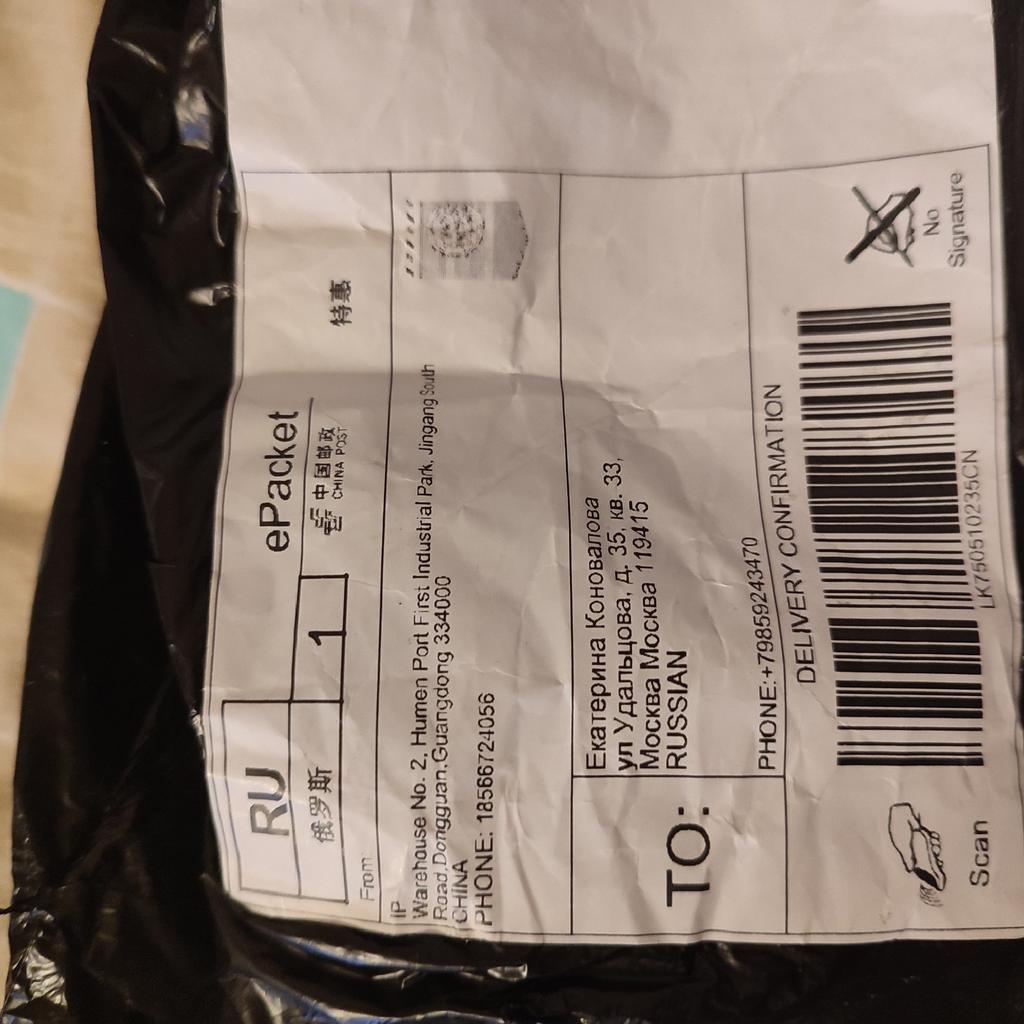 RU
ePacket
俄罗斯
1
中国邮政
CHINA POST
特惠
From:
IP
Warehouse No. 2, Humen Port First Industrial Park, Jingang South
Road,Dongguan,Guangdong 334000
CHINA
PHONE: 18566724056
TO:
Екатерина Коновалова
ул Удальцова, д. 35, кв. 33,
Москва Москва 119415
RUSSIAN
PHONE:+79859243470
DELIVERY CONFIRMATION
Scan
LK750510235CN
No
Signature